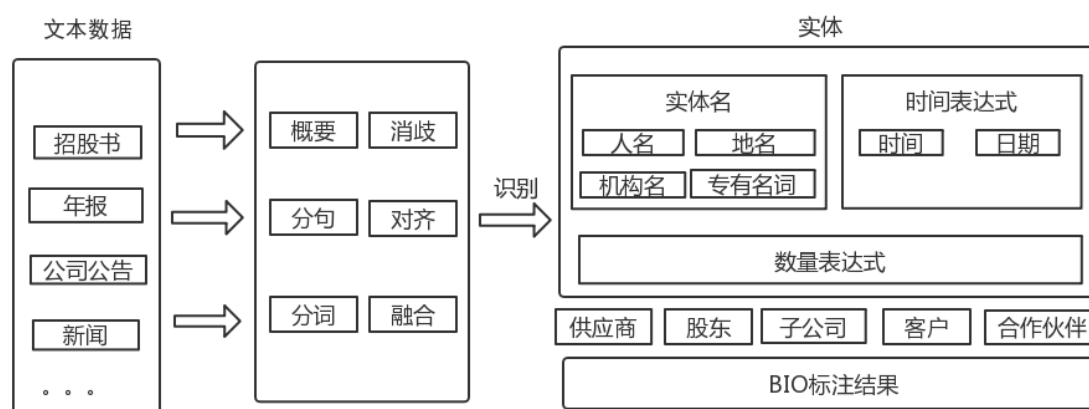 文本数据
招股书
年报
公司公告
新闻
。。。
概要 消歧
分句 对齐
分词 融合
识别
实体
实体名
人名 地名
机构名 专有名词
时间表达式
时间 日期
数量表达式
供应商 股东 子公司 客户 合作伙伴
BIO标注结果